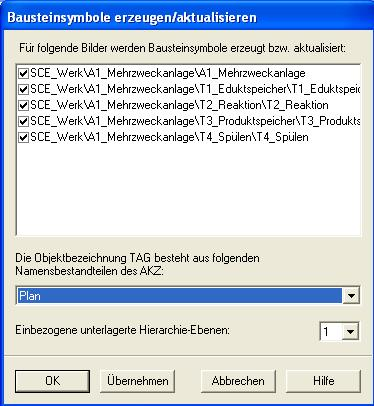 Bausteinsymbole erzeugen/aktualisieren
Für folgende Bilder werden Bausteinsymbole erzeugt bzw. aktualisiert:
SCE_Werk\A1_Mehrzweckanlage\A1_Mehrzweckanlage
SCE_Werk\A1_Mehrzweckanlage\T1_Eduktspeicher\T1_Eduktspeic
SCE_Werk\A1_Mehrzweckanlage\T2_Reaktion\T2_Reaktion
SCE_Werk\A1_Mehrzweckanlage\T3_Produktspeicher\T3_Produkts
SCE_Werk\A1_Mehrzweckanlage\T4_Spülen\T4_Spülen
Die Objektbezeichnung TAG besteht aus folgenden
Namensbestandteilen des AKZ:
Plan
Einbezogene unterlagerte Hierarchie-Ebenen:
1
OK
Übernehmen
Abbrechen
Hilfe